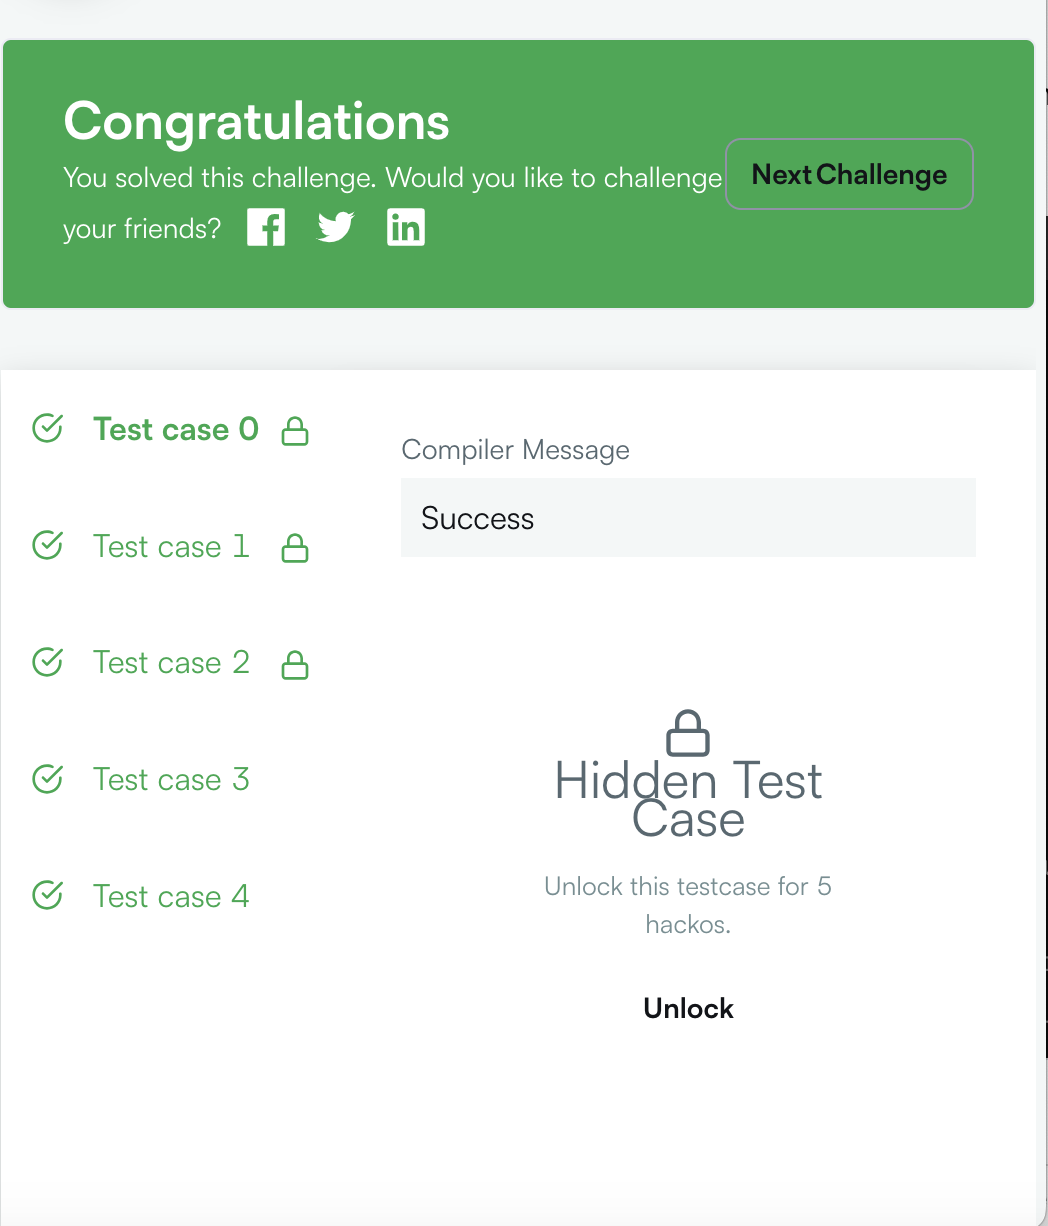 Congratulations
You solved this challenge. Would you like to challenge
your friends?
Next Challenge
Test case 0
Test case 1
Test case 2
Test case 3
Test case 4
Compiler Message
Success
Hidden Test
Case
Unlock this testcase for 5
hackos.
Unlock